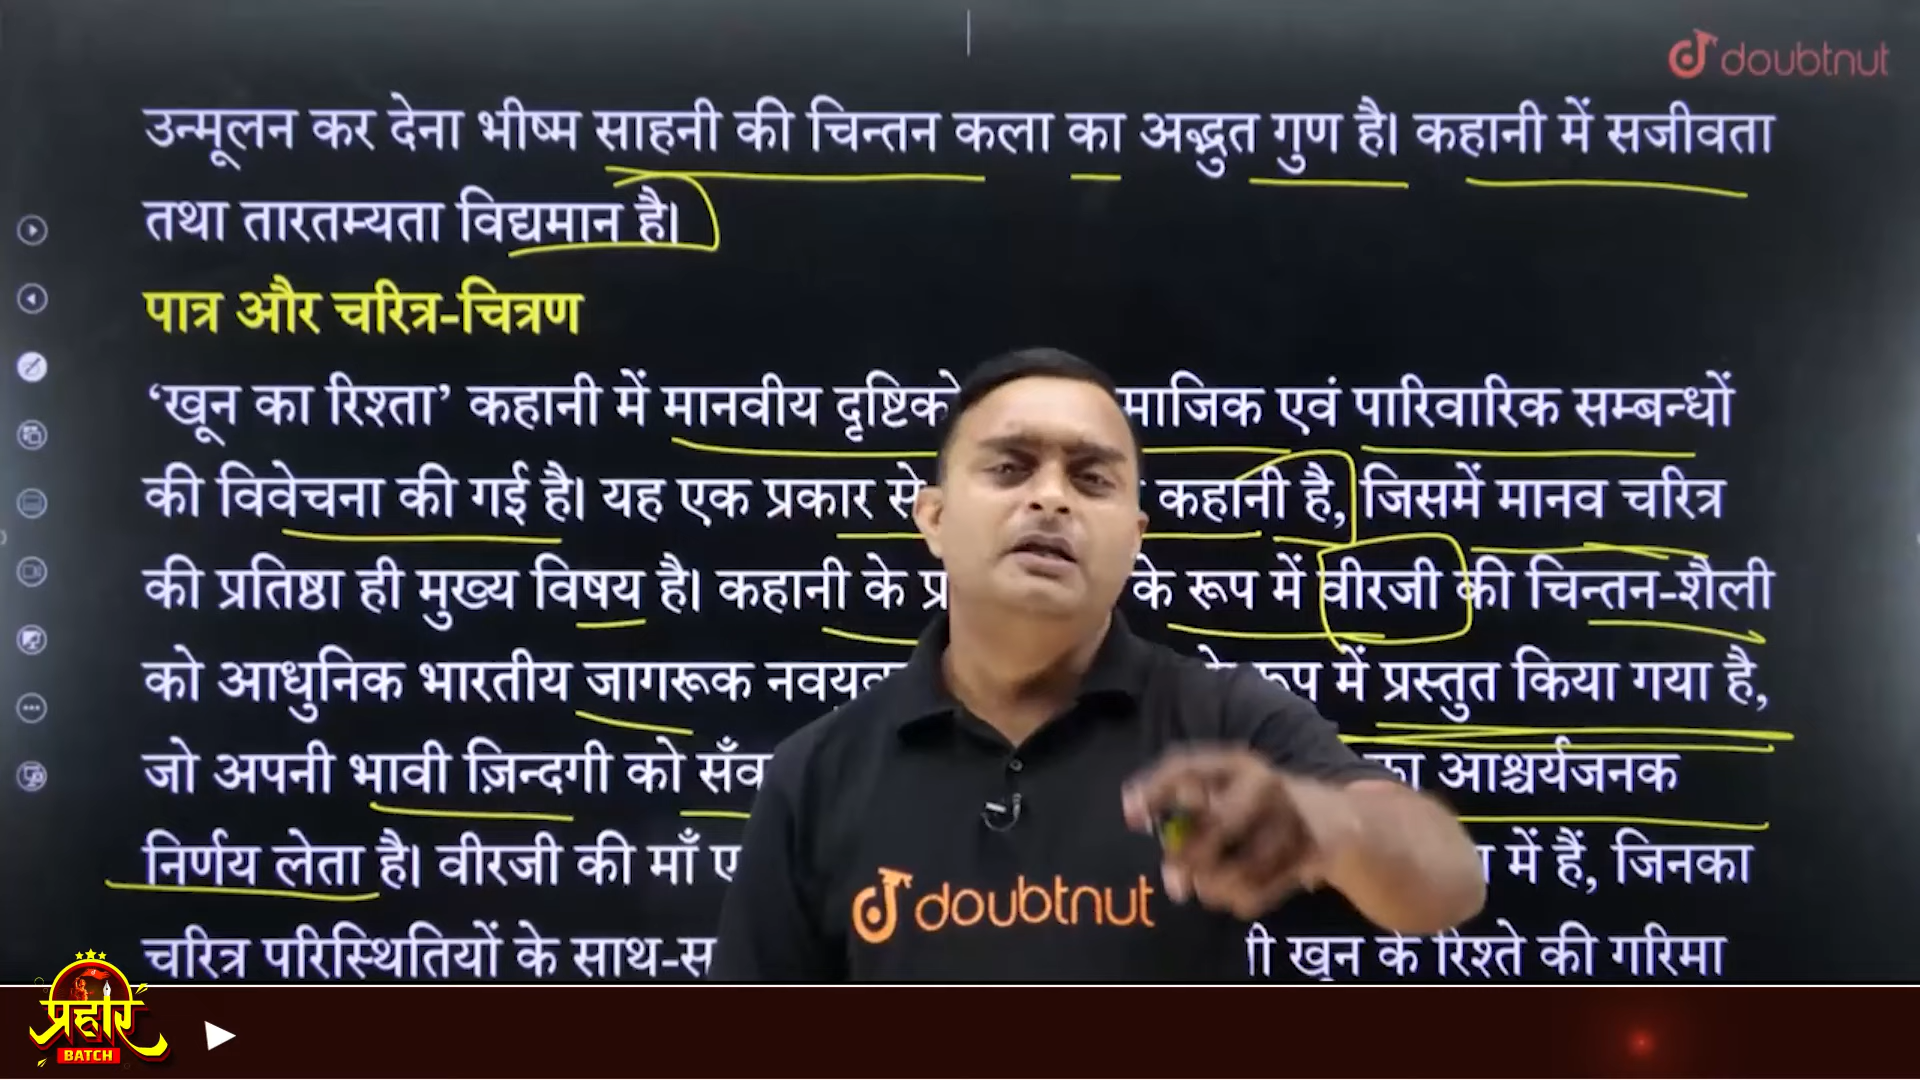 doubtnut
उन्मूलन कर देना भीष्म साहनी की चिन्तन कला का अद्भुत गुण है। कहानी में सजीवता
तथा तारतम्यता विद्यमान है।
पात्र और चरित्र-चित्रण
‘खून का रिश्ता’ कहानी में मानवीय एवं पारिवारिक सम्बन्धों
की विवेचना की गई है। यह एक प्रकार से कहानी है, जिसमें मानव चरित्र
की प्रतिष्ठा ही मुख्य विषय है। कहानी के के रूप में वीरजी की चिन्तन-शैली
को आधुनिक भारतीय जागरूक में प्रस्तुत किया गया है,
जो अपनी भावी ज़िन्दगी को आश्चर्यजनक
निर्णय लेता है। वीरजी की माँ में हैं, जिनका
चरित्र परिस्थितियों के खून के रिश्ते की गरिमा
doubtnut
प्रहार
BATCH